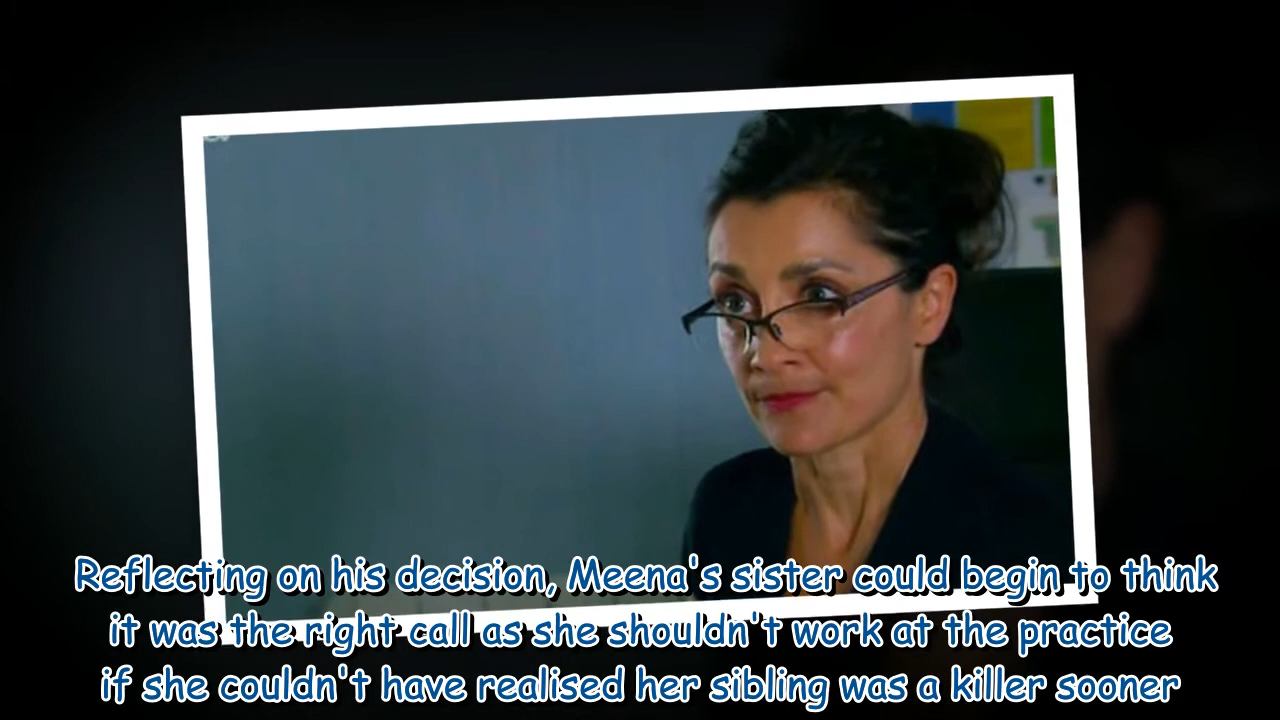 Reflecting on his decision, Meena's sister could begin to think
it was the right call as she shouldn't work at the practice
if she couldn't have realised her sibling was a killer sooner